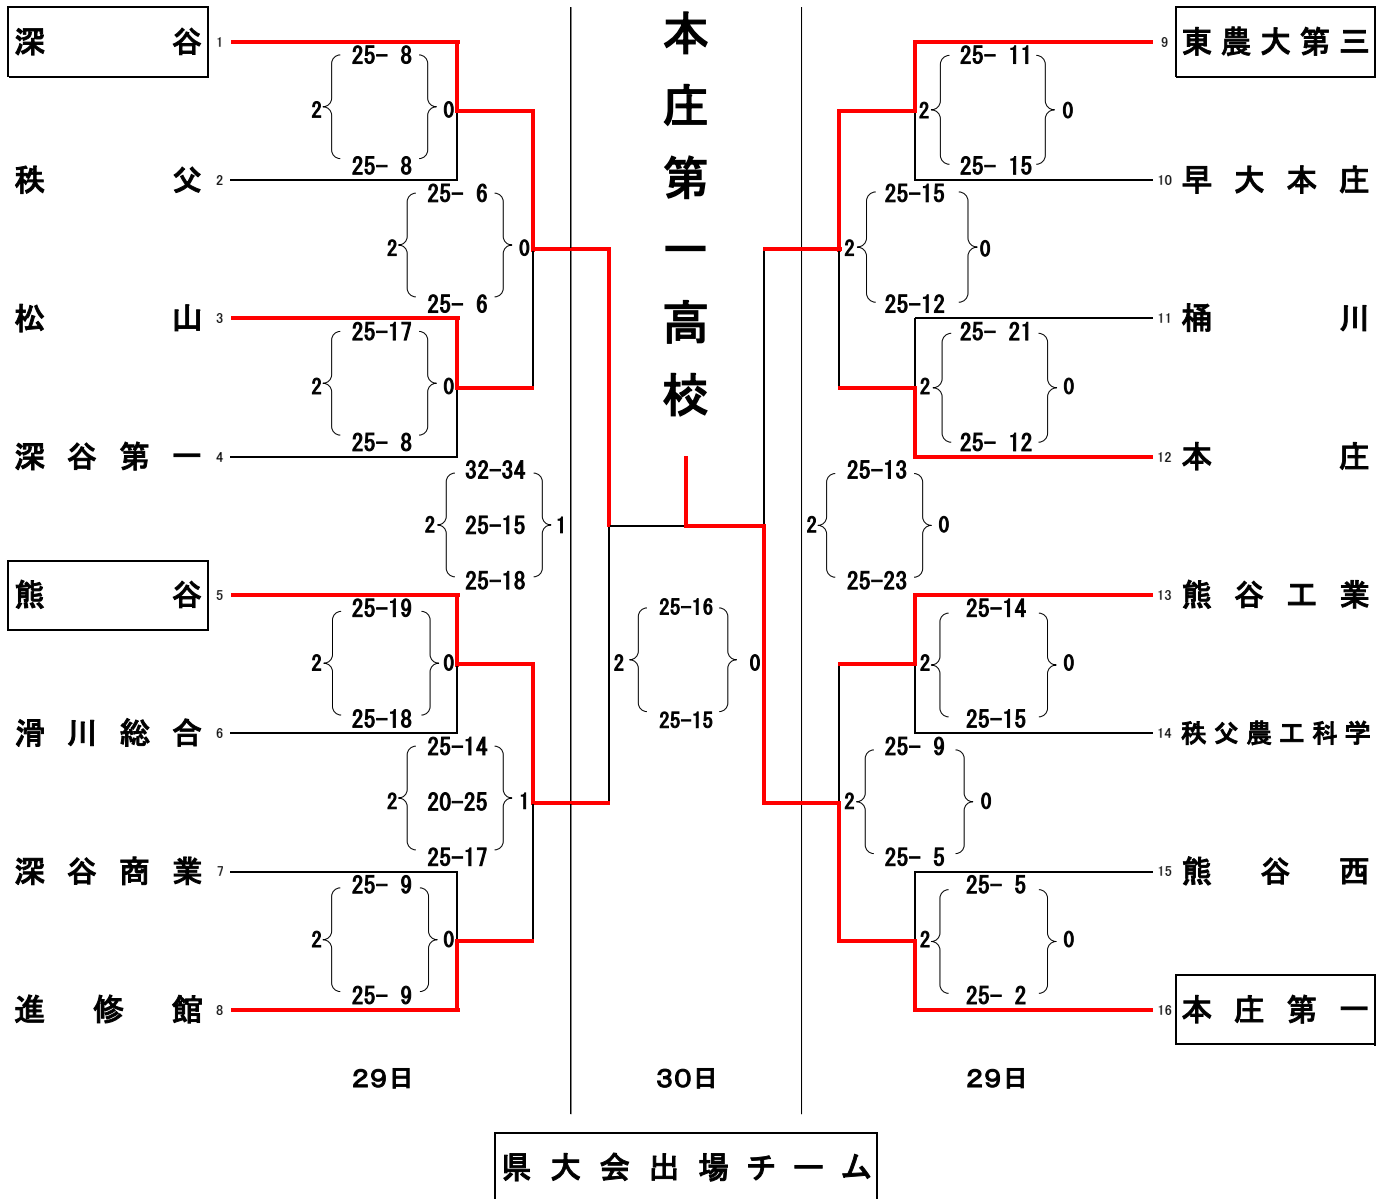 本庄第一高校
深谷 1
25- 8
2 0
25- 8
秩父 2
25- 6
2 0
25- 6
松山 3
25-17
2 0
25- 8
深谷第一 4
32-34
2 25-15 1
25-18
熊谷 5
25-19
2 0
25-18
滑川総合 6
25-14
2 20-25 1
25-17
深谷商業 7
25- 9
2 0
25- 9
進修館 8
29日
25-16
2 0
25-15
30日
9 東農大第三
25- 11
2 0
25- 15
10 早大本庄
25-15
2 0
25-12
11 桶川
25- 21
2 0
25- 12
12 本庄
25-13
2 0
25-23
13 熊谷工業
25-14
2 0
25-15
14 秩父農工科学
25- 9
2 0
25- 5
15 熊谷西
25- 5
2 0
25- 2
16 本庄第一
29日
県大会出場チーム